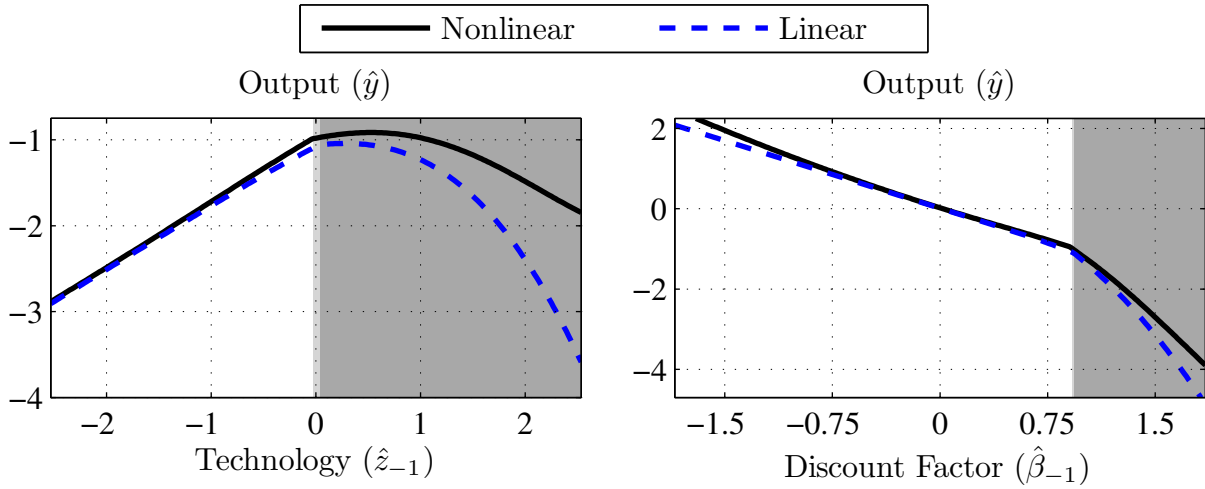 Nonlinear Linear
Output (ŷ) Output (ŷ)
−1
−2
−3
−4
−2 −1 0 1 2
Technology (ẑ₋₁)
2
0
−2
−4
−1.5 −0.75 0 0.75 1.5
Discount Factor (β̂₋₁)